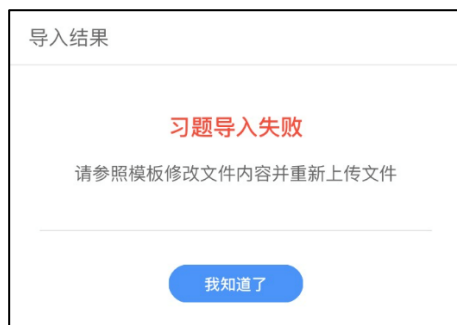 导入结果
习题导入失败
请参照模板修改文件内容并重新上传文件
我知道了